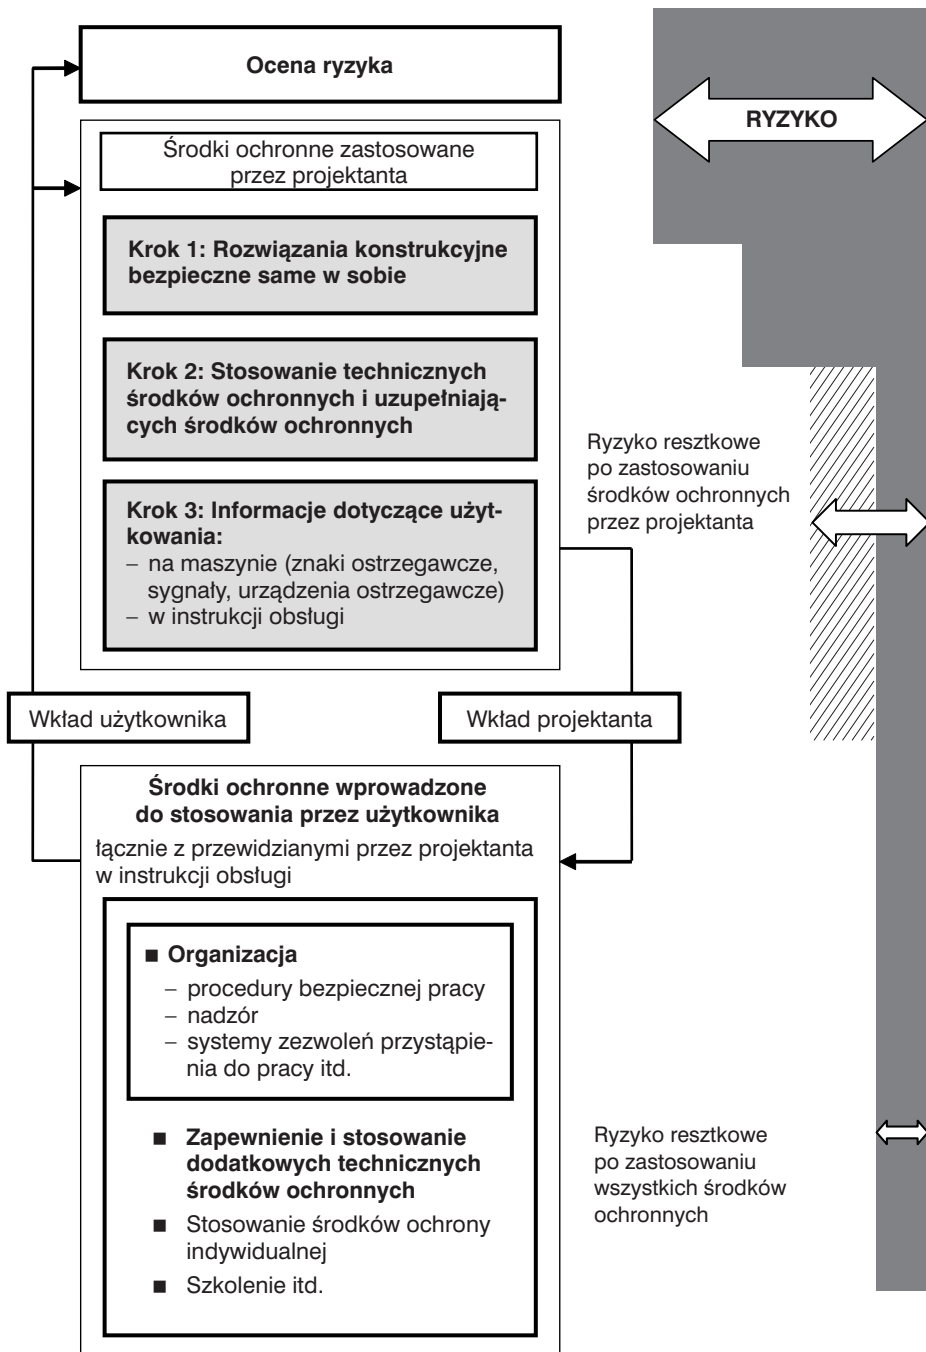 Ocena ryzyka
RYZYKO
Środki ochronne zastosowane
przez projektanta
Krok 1: Rozwiązania konstrukcyjne
bezpieczne same w sobie
Krok 2: Stosowanie technicznych
środków ochronnych i uzupełniają-
cych środków ochronnych
Krok 3: Informacje dotyczące użyt-
kowania:
– na maszynie (znaki ostrzegawcze,
sygnały, urządzenia ostrzegawcze)
– w instrukcji obsługi
Ryzyko resztkowe
po zastosowaniu
środków ochronnych
przez projektanta
Wkład użytkownika
Wkład projektanta
Środki ochronne wprowadzone
do stosowania przez użytkownika
łącznie z przewidzianymi przez projektanta
w instrukcji obsługi
■ Organizacja
– procedury bezpiecznej pracy
– nadzór
– systemy zezwoleń przystąpie-
nia do pracy itd.
■ Zapewnienie i stosowanie
dodatkowych technicznych
środków ochronnych
■ Stosowanie środków ochrony
indywidualnej
■ Szkolenie itd.
Ryzyko resztkowe
po zastosowaniu
wszystkich środków
ochronnych